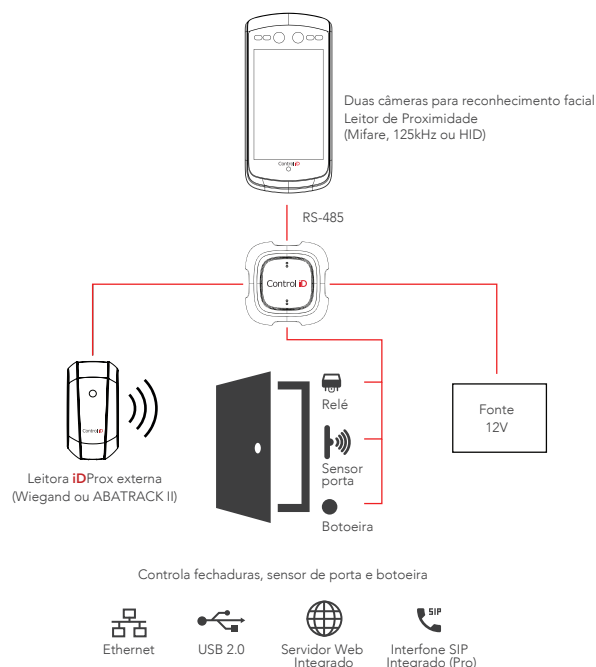 Duas câmeras para reconhecimento facial
Leitor de Proximidade
(Mifare, 125kHz ou HID)
Control iD
RS-485
Control iD
Control iD
Relé
Sensor
porta
Botoeira
Fonte
12V
Leitora iDProx externa
(Wiegand ou ABATRACK II)
Controla fechaduras, sensor de porta e botoeira
SIP
Ethernet
USB 2.0
Servidor Web
Integrado
Interfone SIP
Integrado (Pro)